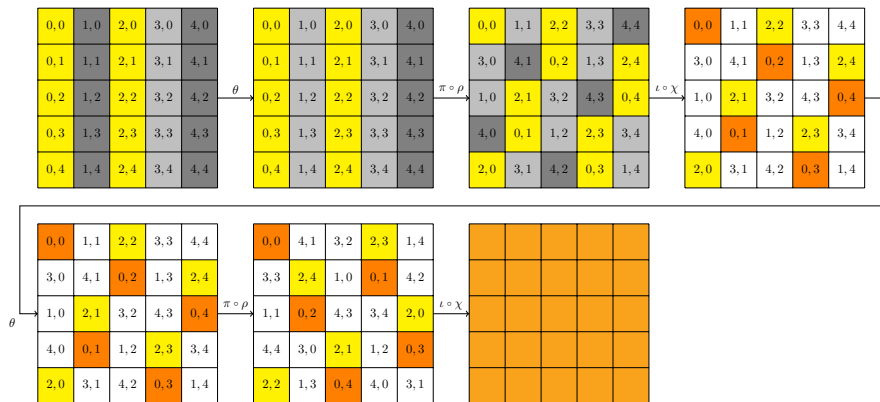 0, 0 1, 0 2, 0 3, 0 4, 0 0, 0 1, 0 2, 0 3, 0 4, 0 0, 0 1, 1 2, 2 3, 3 4, 4 0, 0 1, 1 2, 2 3, 3 4, 4
0, 1 1, 1 2, 1 3, 1 4, 1 0, 1 1, 1 2, 1 3, 1 4, 1 3, 0 4, 1 0, 2 1, 3 2, 4 3, 0 4, 1 0, 2 1, 3 2, 4
θ π ∘ ρ ι ∘ χ
0, 2 1, 2 2, 2 3, 2 4, 2 0, 2 1, 2 2, 2 3, 2 4, 2 1, 0 2, 1 3, 2 4, 3 0, 4 1, 0 2, 1 3, 2 4, 3 0, 4
0, 3 1, 3 2, 3 3, 3 4, 3 0, 3 1, 3 2, 3 3, 3 4, 3 4, 0 0, 1 1, 2 2, 3 3, 4 4, 0 0, 1 1, 2 2, 3 3, 4
0, 4 1, 4 2, 4 3, 4 4, 4 0, 4 1, 4 2, 4 3, 4 4, 4 2, 0 3, 1 4, 2 0, 3 1, 4 2, 0 3, 1 4, 2 0, 3 1, 4
0, 0 1, 1 2, 2 3, 3 4, 4 0, 0 4, 1 3, 2 2, 3 1, 4
3, 0 4, 1 0, 2 1, 3 2, 4 3, 3 2, 4 1, 0 0, 1 4, 2
π ∘ ρ ι ∘ χ
1, 0 2, 1 3, 2 4, 3 0, 4 1, 1 0, 2 4, 3 3, 4 2, 0
θ
4, 0 0, 1 1, 2 2, 3 3, 4 4, 4 3, 0 2, 1 1, 2 0, 3
2, 0 3, 1 4, 2 0, 3 1, 4 2, 2 1, 3 0, 4 4, 0 3, 1